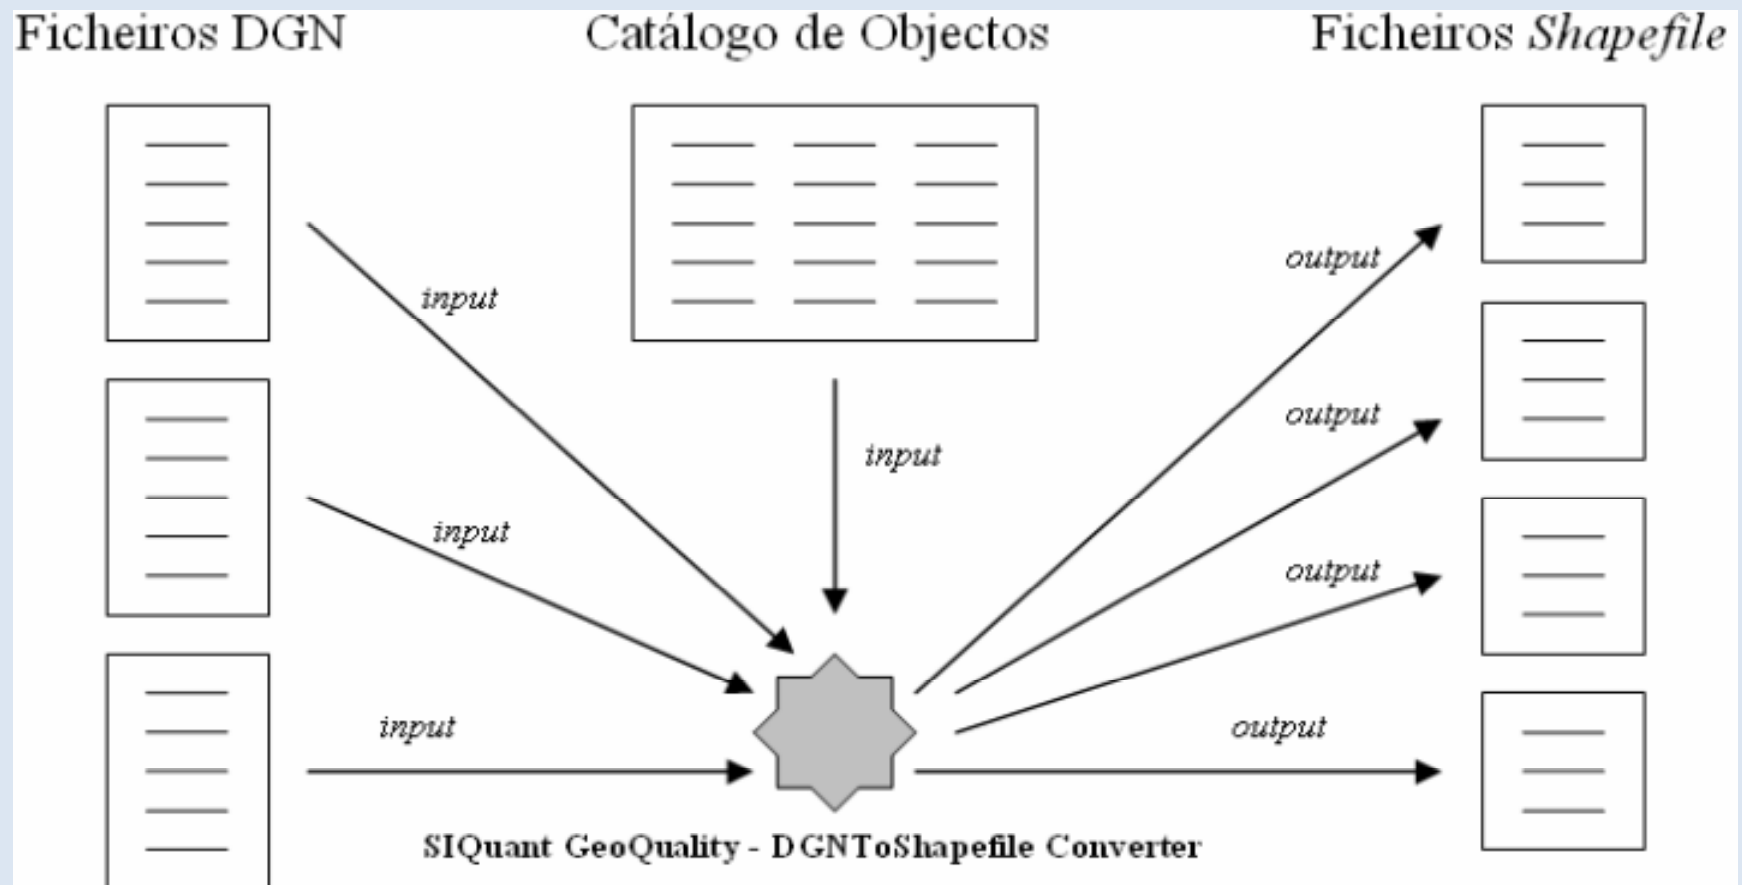 Ficheiros DGN
Catálogo de Objectos
Ficheiros Shapefile
input
input
input
input
output
output
output
output
SIQuant GeoQuality - DGNToShapefile Converter